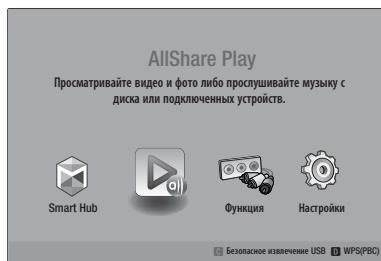 AllShare Play
Просматривайте видео и фото либо прослушивайте музыку с
диска или подключенных устройств.
Smart Hub
Функция
Настройки
C Безопасное извлечение USB D WPS(PBC)